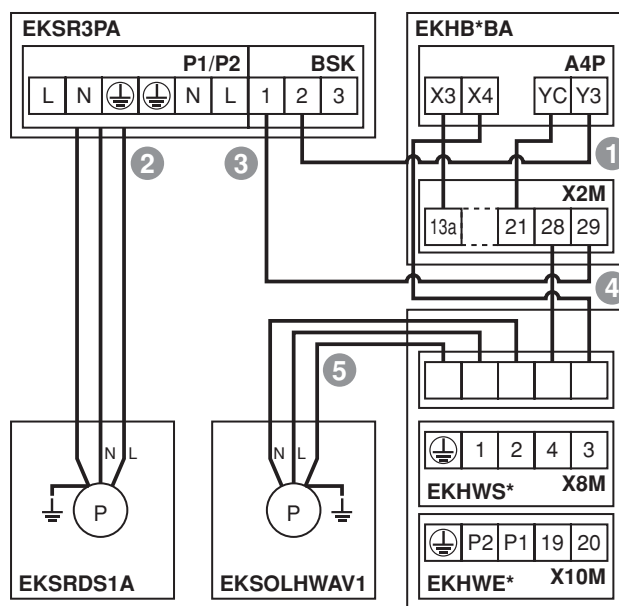 EKSR3PA
P1/P2 BSK
L N N L 1 2 3
EKHB*BA
A4P
X3 X4 YC Y3
1
2
3
X2M
13a 21 28 29
4
5
N L
P
EKSRDS1A
N L
P
EKSOLHWAV1
1 2 4 3
EKHWS* X8M
P2 P1 19 20
EKHWE* X10M